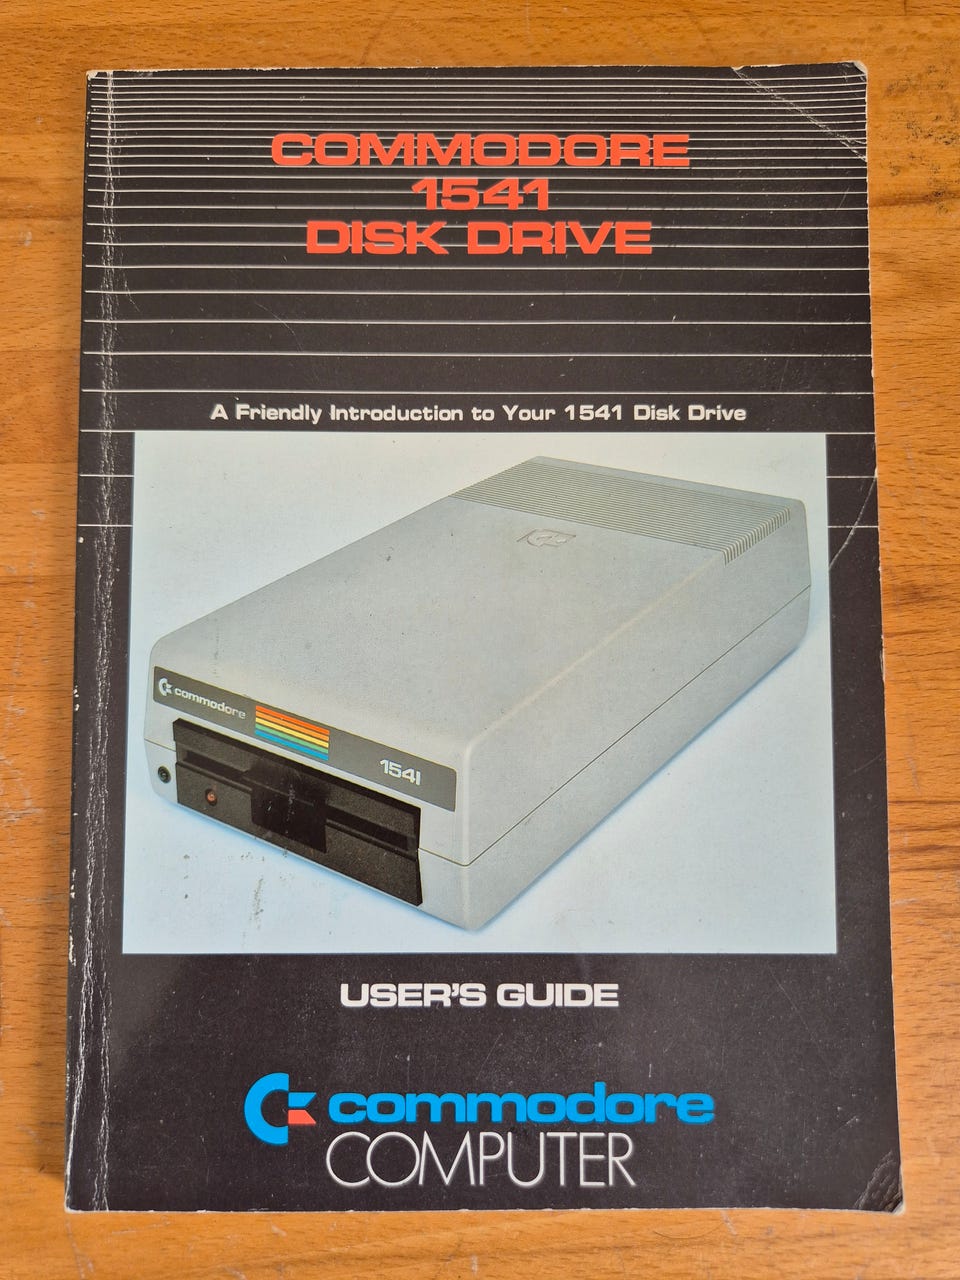 COMMODORE
1541
DISK DRIVE
A Friendly Introduction to Your 1541 Disk Drive
commodore
1541
USER'S GUIDE
commodore
COMPUTER